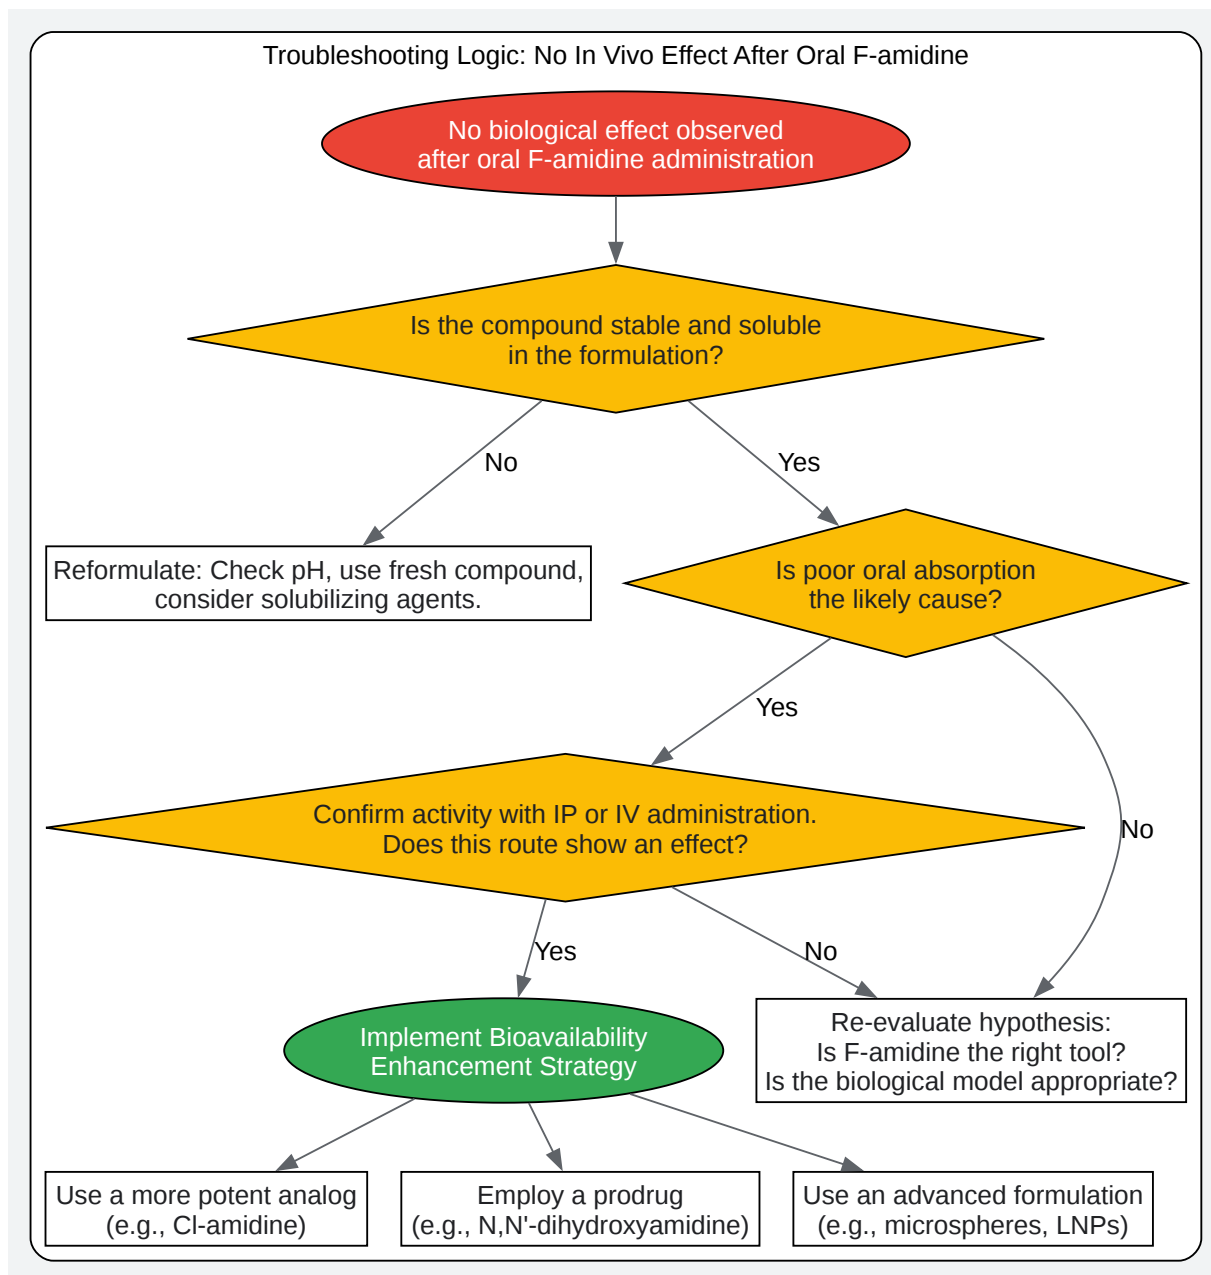 Troubleshooting Logic: No In Vivo Effect After Oral F-amidine
No biological effect observed
after oral F-amidine administration
Is the compound stable and soluble
in the formulation?
No
Yes
Reformulate: Check pH, use fresh compound,
consider solubilizing agents.
Is poor oral absorption
the likely cause?
Yes
No
Confirm activity with IP or IV administration.
Does this route show an effect?
Yes
No
Implement Bioavailability
Enhancement Strategy
Re-evaluate hypothesis:
Is F-amidine the right tool?
Is the biological model appropriate?
Use a more potent analog
(e.g., Cl-amidine)
Employ a prodrug
(e.g., N,N'-dihydroxyamidine)
Use an advanced formulation
(e.g., microspheres, LNPs)